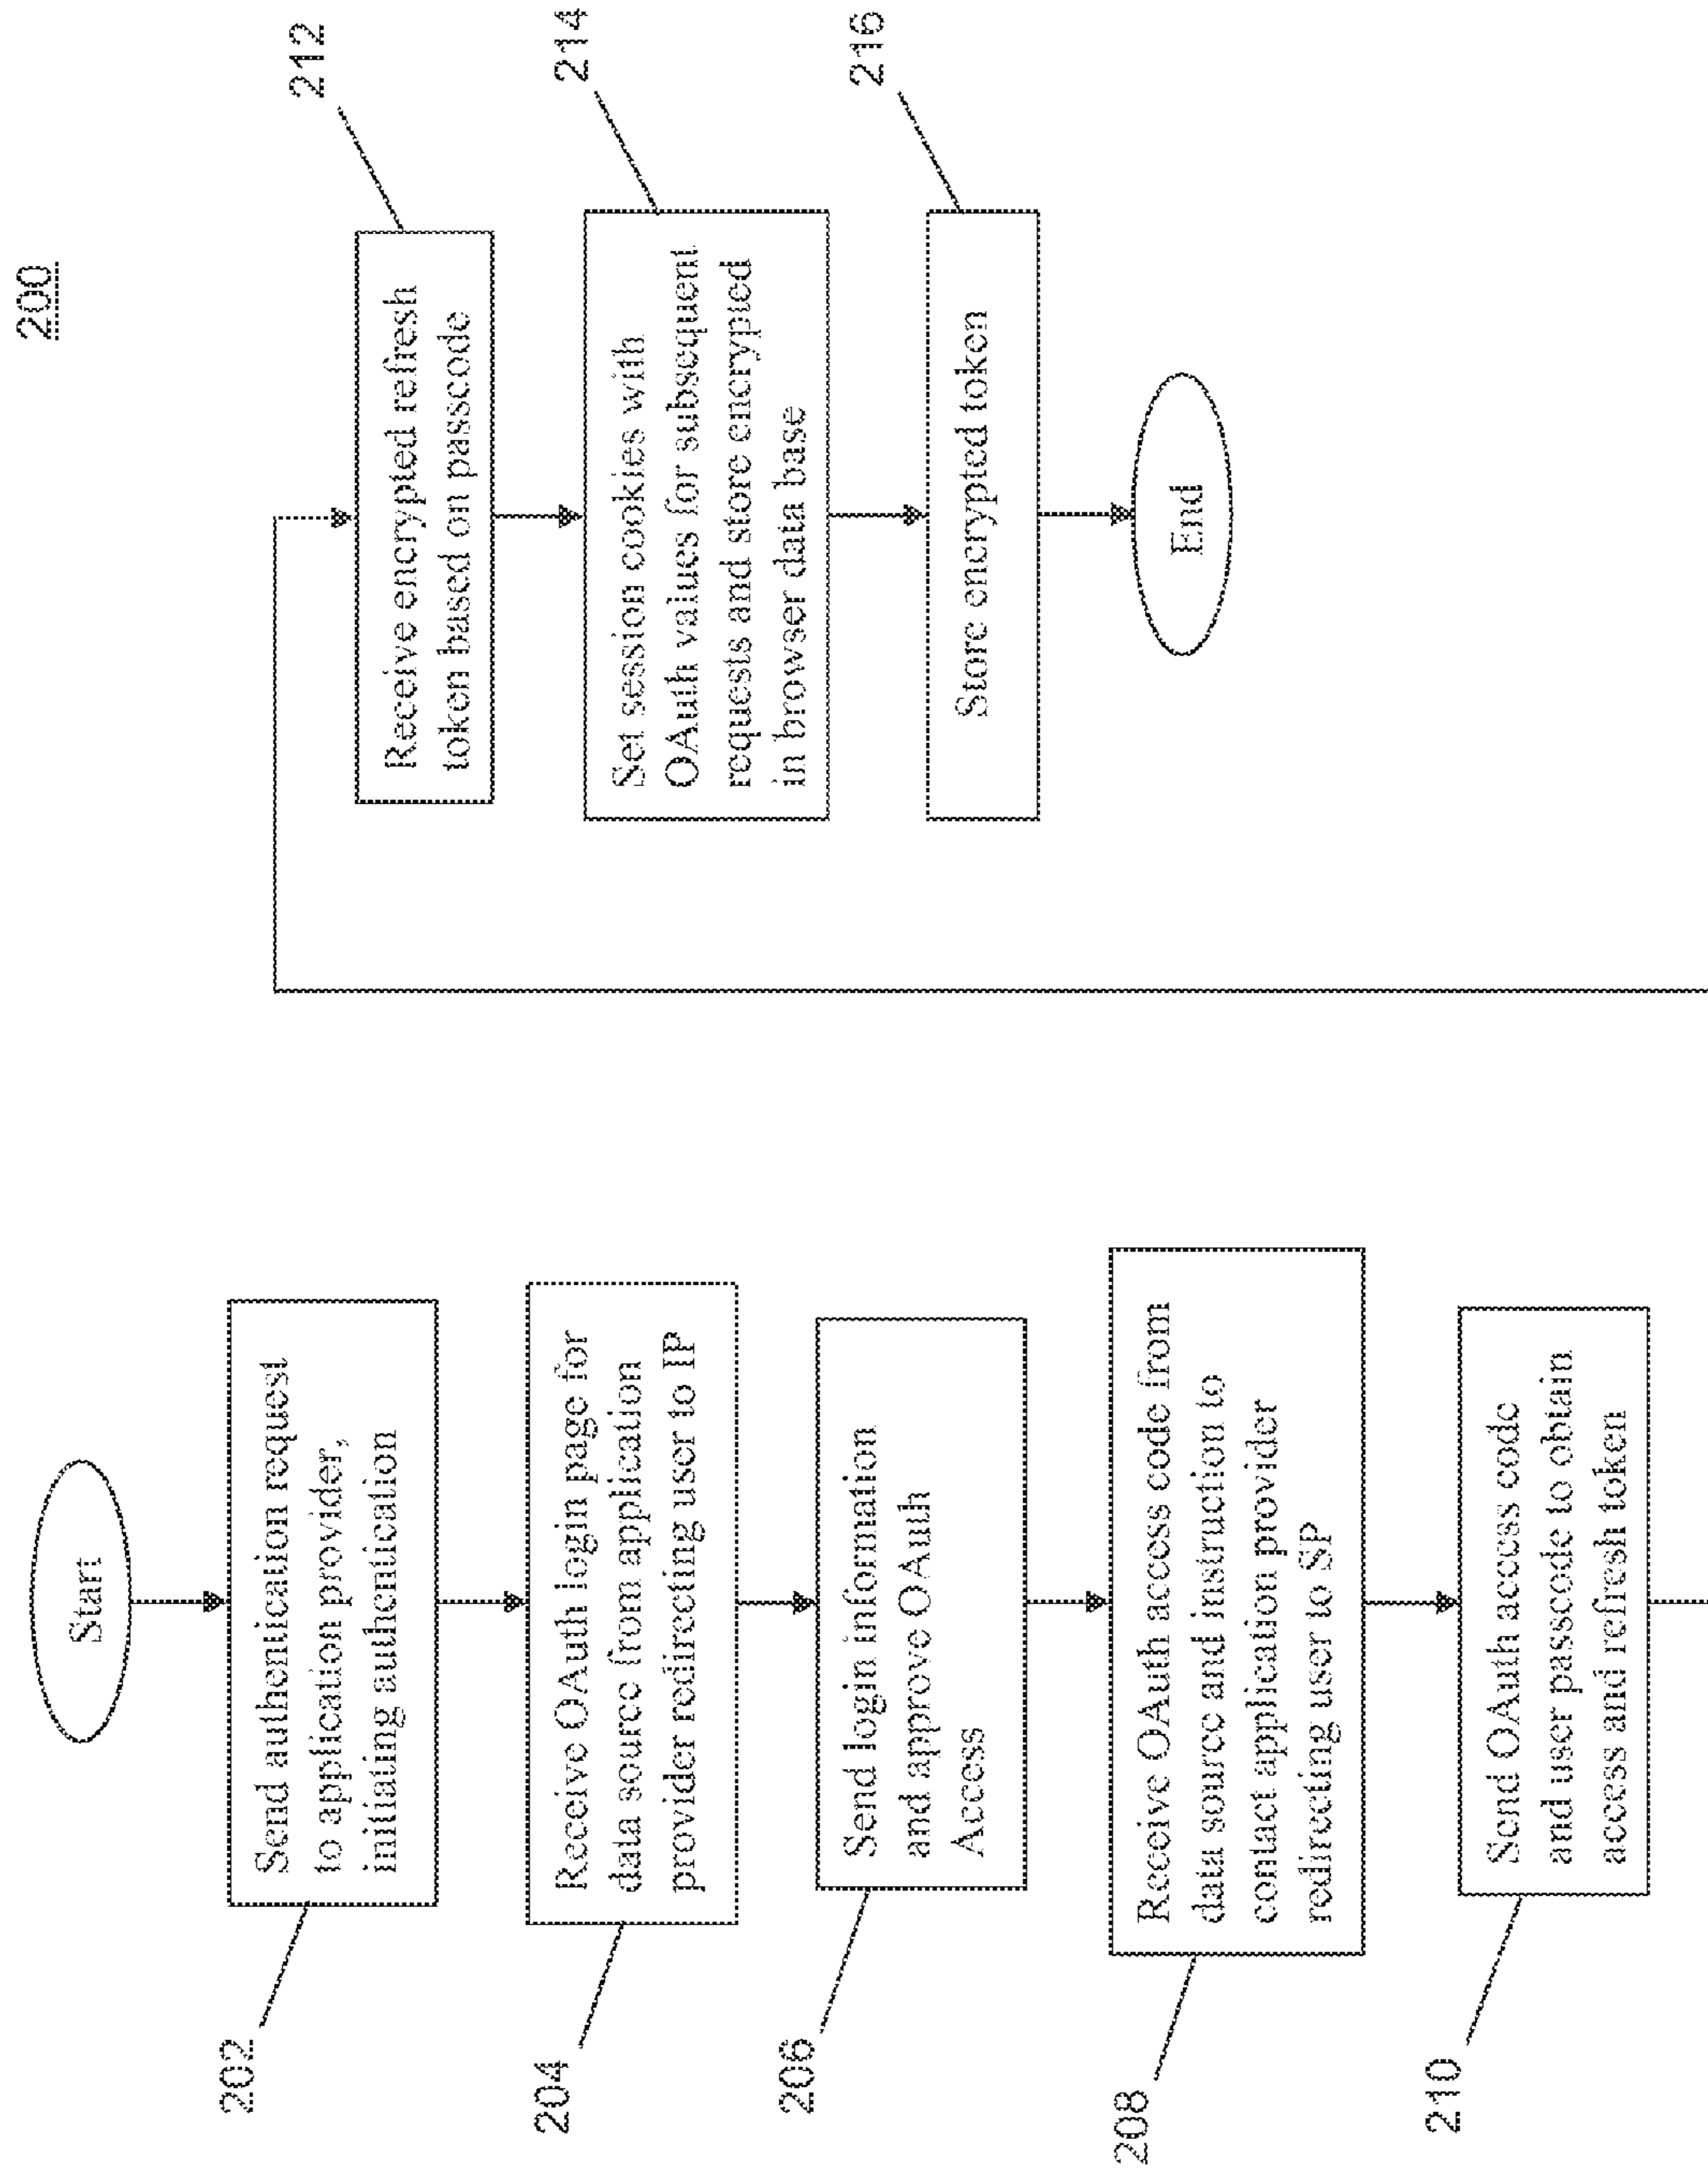 200
Start
202
Send authentication request
to application provider,
initiating authentication
204
Receive OAuth login page for
data source from application
provider redirecting user to IP
206
Send login information
and approve OAuth
Access
208
Receive OAuth access code from
data source and instruction to
contact application provider
redirecting user to SP
210
Send OAuth access code
and user passcode to obtain
access and refresh token
212
Receive encrypted refresh
token based on passcode
214
Set session cookies with
OAuth values for subsequent
requests and store encrypted
in browser data base
216
Store encrypted token
End